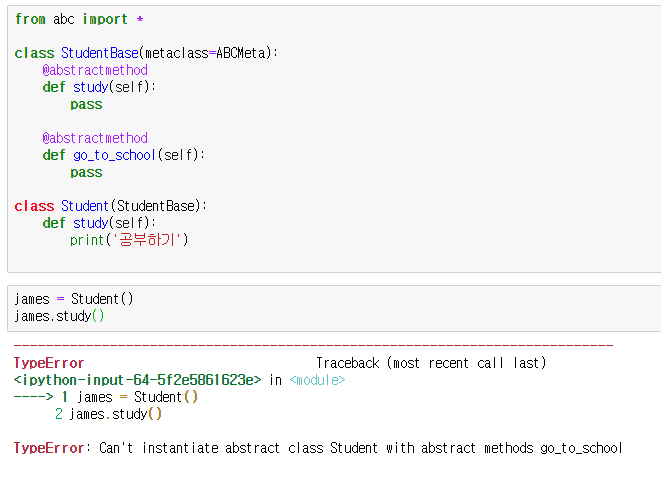 from abc import *
class StudentBase(metaclass=ABCMeta):
    @abstractmethod
    def study(self):
        pass
    @abstractmethod
    def go_to_school(self):
        pass
class Student(StudentBase):
    def study(self):
        print('공부하기')
james = Student()
james.study()
---------------------------------------------------------------------------
TypeError                                 Traceback (most recent call last)
<ipython-input-64-5f2e5861623e> in <module>
----> 1 james = Student()
      2 james.study()
TypeError: Can't instantiate abstract class Student with abstract methods go_to_school